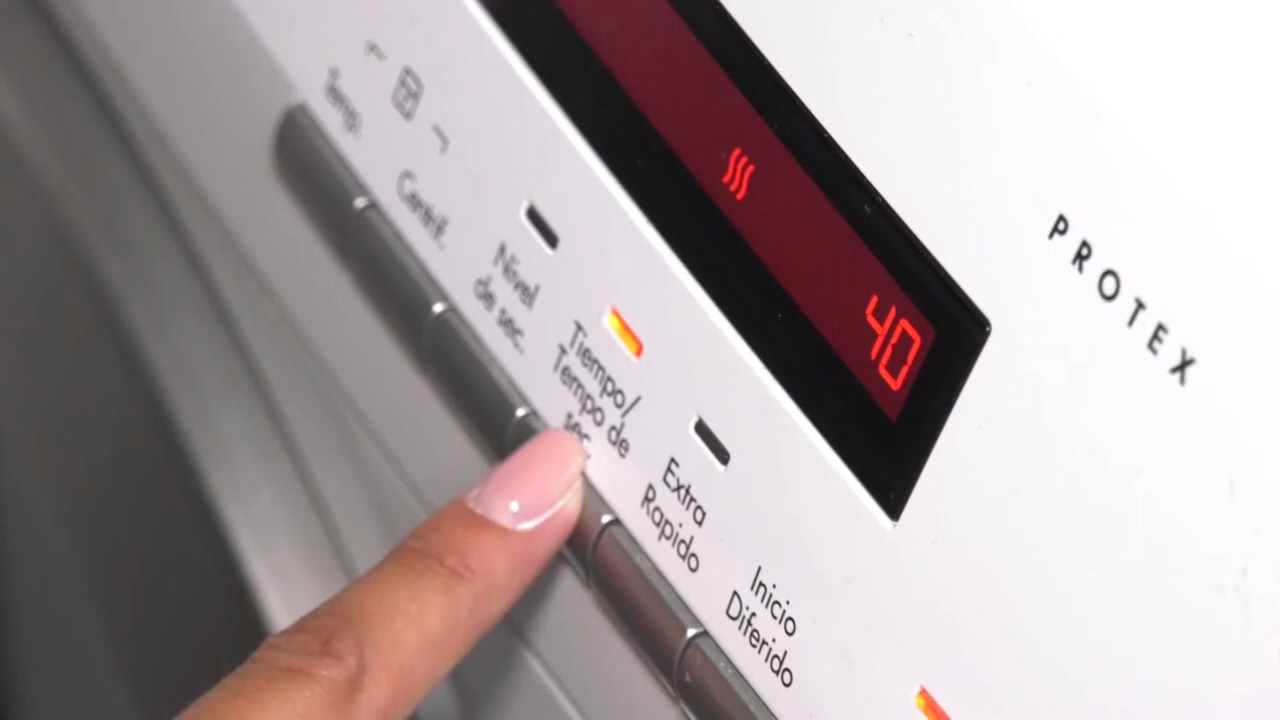 Temp.
Centrif.
Nivel
de sec.
Tiempo/
Tempo de
sec.
Extra
Rapido
Inicio
Diferido
40
PROTEX